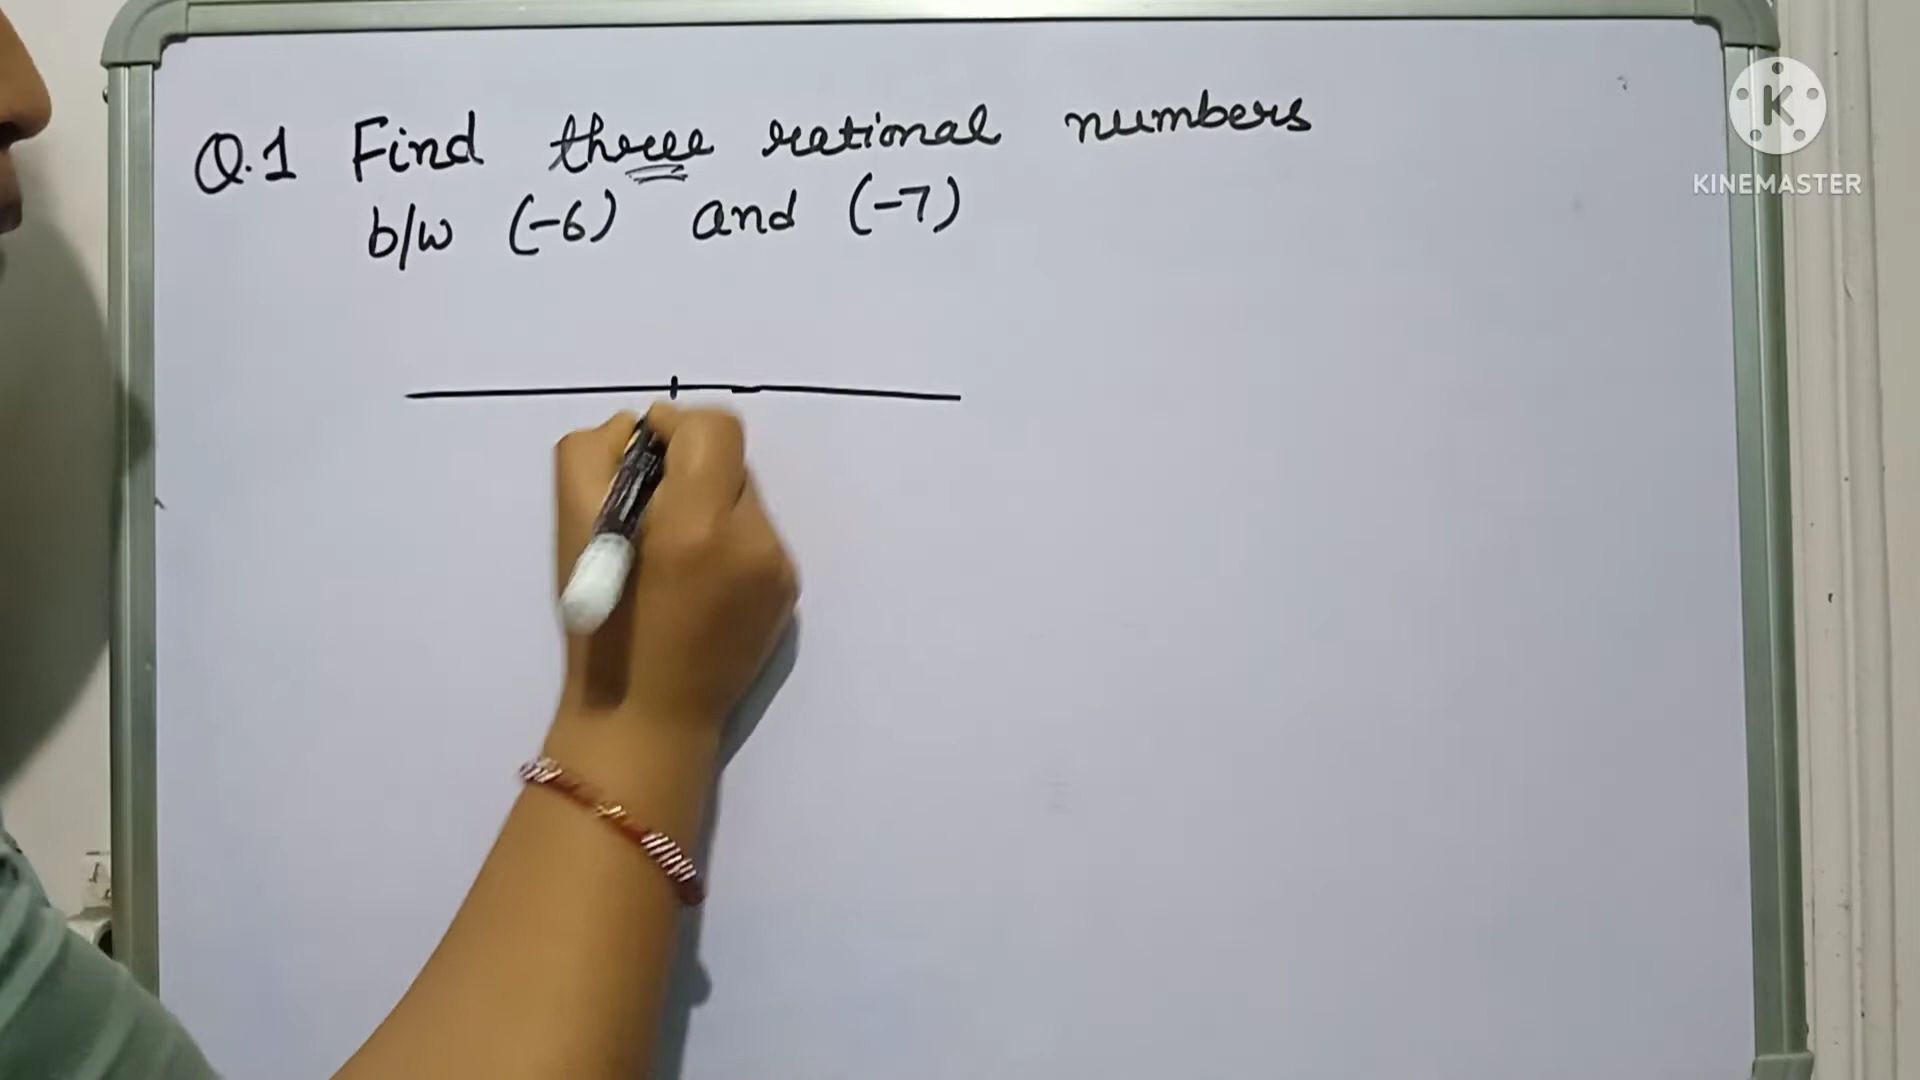 Q.1 Find three rational numbers
b/w (-6) and (-7)
K
KINEMASTER